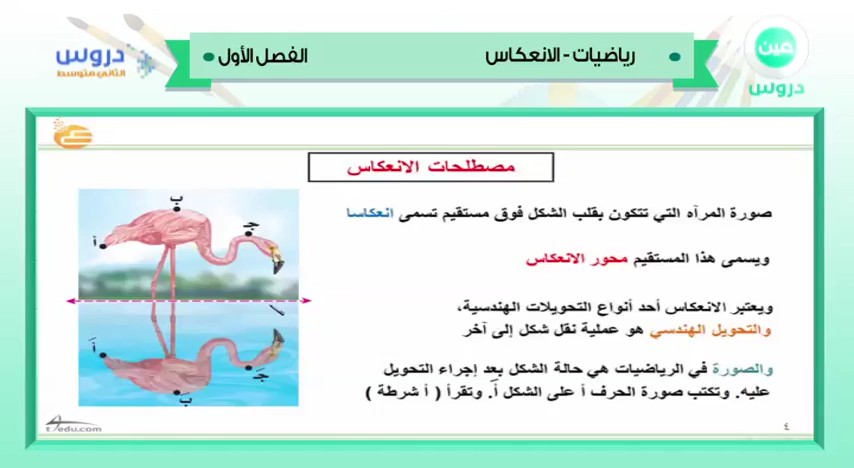 عين
دروس
رياضيات - الانعكاس
الفصل الأول
دروس
الثاني متوسط
مصطلحات الانعكاس
صورة المرآه التي تتكون بقلب الشكل فوق مستقيم تسمى انعكاسا
ويسمى هذا المستقيم محور الانعكاس
ويعتبر الانعكاس أحد أنواع التحويلات الهندسية،
والتحويل الهندسي هو عملية نقل شكل إلى آخر
والصورة في الرياضيات هي حالة الشكل بعد إجراء التحويل
عليه. وتكتب صورة الحرف أ على الشكل أَ. وتقرأ ( أ شرطة )
ب
جـ
أ
ل
أَ
جـَ
بَ
t4edu.com
٤